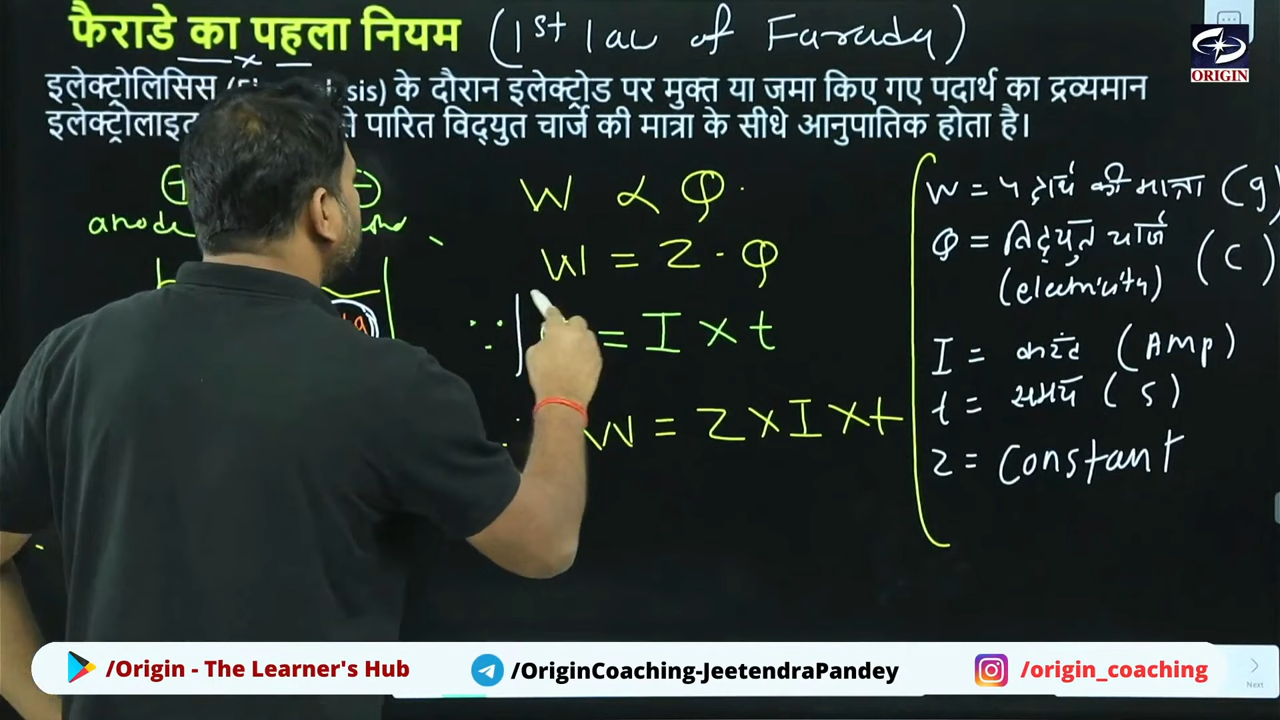 फैराडे का पहला नियम (1st law of Faraday)
ORIGIN
इलेक्ट्रोलिसिस sis) के दौरान इलेक्ट्रोड पर मुक्त या जमा किए गए पदार्थ का द्रव्यमान
इलेक्ट्रोलाइट पारित विद्युत चार्ज की मात्रा के सीधे आनुपातिक होता है।
+ −
anode
W ∝ Q
W = Z · Q
∵ = I × t
W = Z × I × t
W = पदार्थ की मात्रा (g)
Q = विद्युत चार्ज (C)
(electricity)
I = करंट (Amp)
t = समय (S)
Z = Constant
/Origin - The Learner's Hub
/OriginCoaching-JeetendraPandey
/origin_coaching
Next